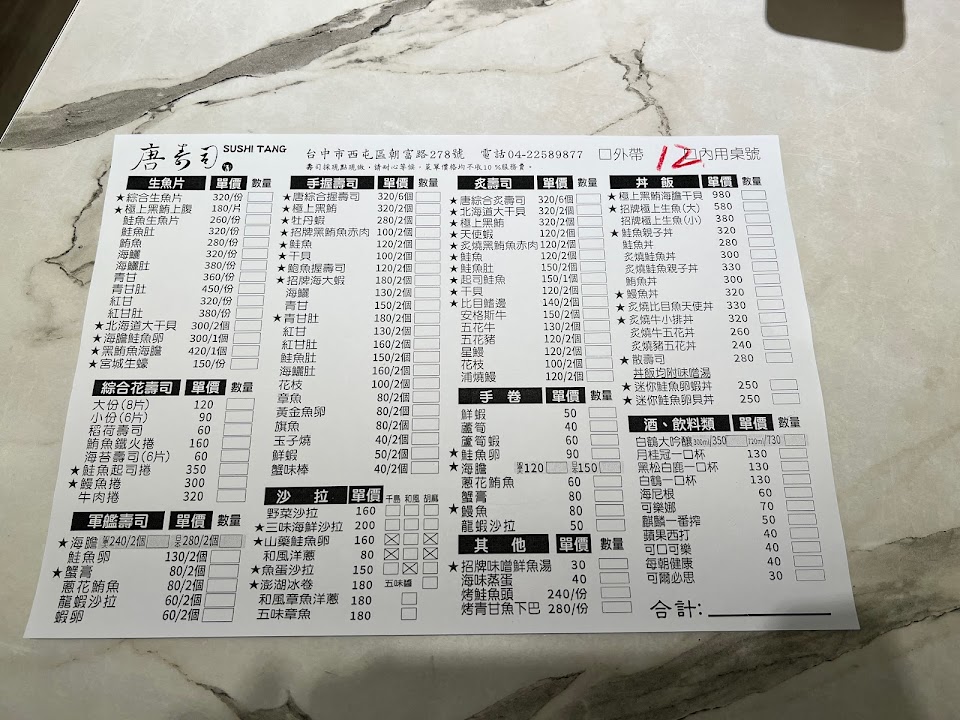 唐壽司 SUSHI TANG 台中市西屯區朝富路278號 電話04-22589877 □外帶 12 □內用桌號
壽司採現點現做,請耐心等候。菜單價格均不收10%服務費。
生魚片 單價 數量
★綜合生魚片 320/份
★極上黑鮪上腹 180/片
鮭魚生魚片 260/份
鮭魚肚 320/份
鮪魚 280/份
海鱺 320/份
海鱺肚 380/份
青甘 360/份
青甘肚 450/份
紅甘 320/份
紅甘肚 380/份
★北海道大干貝 300/2個
★海膽鮭魚卵 300/1個
★黑鮪魚海膽 420/1個
★宮城生蠔 150/份
綜合花壽司 單價 數量
大份(8片) 120
小份(6片) 90
稻荷壽司 60
鮪魚鐵火捲 160
海苔壽司(6片) 60
★鮭魚起司捲 350
★鰻魚捲 300
牛肉捲 320
軍艦壽司 單價 數量
★海膽 240/2個 280/2個
鮭魚卵 130/2個
★蟹膏 80/2個
蔥花鮪魚 80/2個
龍蝦沙拉 60/2個
蝦卵 60/2個
手握壽司 單價 數量
★唐綜合握壽司 320/6個
★極上黑鮪 320/2個
★牡丹蝦 280/2個
★招牌黑鮪魚赤肉 100/2個
★鮭魚 120/2個
★干貝 100/2個
★鮑魚握壽司 120/2個
★招牌海大蝦 180/2個
海鱺 130/2個
青甘 150/2個
★青甘肚 180/2個
紅甘 130/2個
紅甘肚 160/2個
鮭魚肚 150/2個
海鱺肚 160/2個
花枝 100/2個
章魚 80/2個
黃金魚卵 80/2個
旗魚 80/2個
玉子燒 40/2個
鮮蝦 50/2個
蟹味棒 40/2個
沙拉 單價 千島 和風 胡麻
野菜沙拉 160
★三味海鮮沙拉 200
★山藥鮭魚卵 160
和風洋蔥 80
★魚蛋沙拉 150
★澎湖冰卷 180 五味醬
和風章魚洋蔥 180
五味章魚 180
炙壽司 單價 數量
唐綜合炙壽司 320/6個
★北海道大干貝 320/2個
★極上黑鮪 320/2個
★天使蝦 200/2個
★炙燒黑鮪魚赤肉 120/2個
★鮭魚 120/2個
★鮭魚肚 150/2個
★起司鮭魚 150/1個
★干貝 120/2個
★比目鰭邊 140/2個
安格斯牛 150/2個
五花牛 130/2個
五花豬 120/2個
星鰻 120/2個
花枝 100/2個
浦燒鰻 120/2個
手卷 單價 數量
鮮蝦 50
蘆筍 40
蘆筍蝦 60
★鮭魚卵 90
★海膽 120 150
蔥花鮪魚 60
蟹膏 80
★鰻魚 80
龍蝦沙拉 50
其他 單價 數量
★招牌味噌鮮魚湯 30
海味蒸蛋 40
烤鮭魚頭 240/份
烤青甘魚下巴 280/份
丼飯 單價 數量
★極上黑鮪海膽干貝 980
★招牌極上生魚(大) 580
招牌極上生魚(小) 380
★鮭魚親子丼 320
鮭魚丼 280
炙燒鮭魚丼 300
炙燒鮭魚親子丼 330
鮪魚丼 300
★鰻魚丼 320
★炙燒比目魚天使丼 330
★炙燒牛小排丼 320
炙燒牛五花丼 260
炙燒豬五花丼 240
★散壽司 280
丼飯均附味噌湯
★迷你鮭魚卵蝦丼 250
★迷你鮭魚卵貝丼 250
酒、飲料類 單價 數量
白鶴大吟釀 300ml/350 720ml/730
月桂冠一口杯 130
黑松白鹿一口杯 130
白鶴一口杯 130
海尼根 60
可樂娜 70
麒麟一番搾 50
蘋果西打 40
可口可樂 40
每朝健康 40
可爾必思 30
合計: